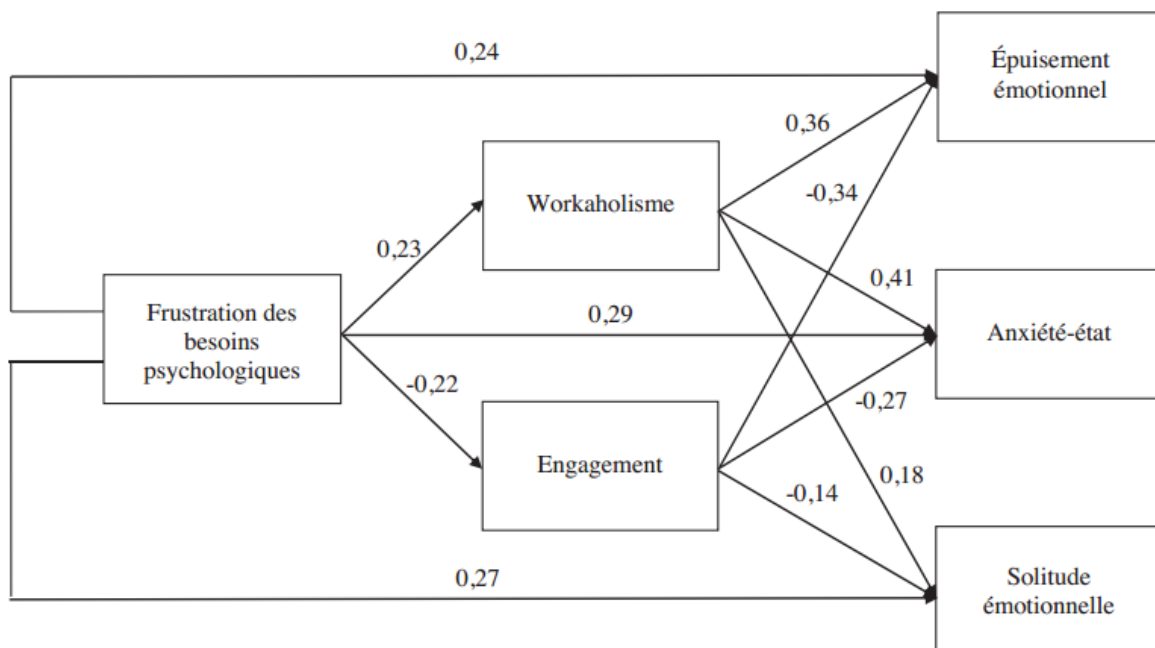 0,24
Épuisement
émotionnel
0,36
-0,34
Workaholisme
0,23
0,41
Frustration des
besoins
psychologiques
0,29
Anxiété-état
-0,22
-0,27
Engagement
0,18
-0,14
0,27
Solitude
émotionnelle